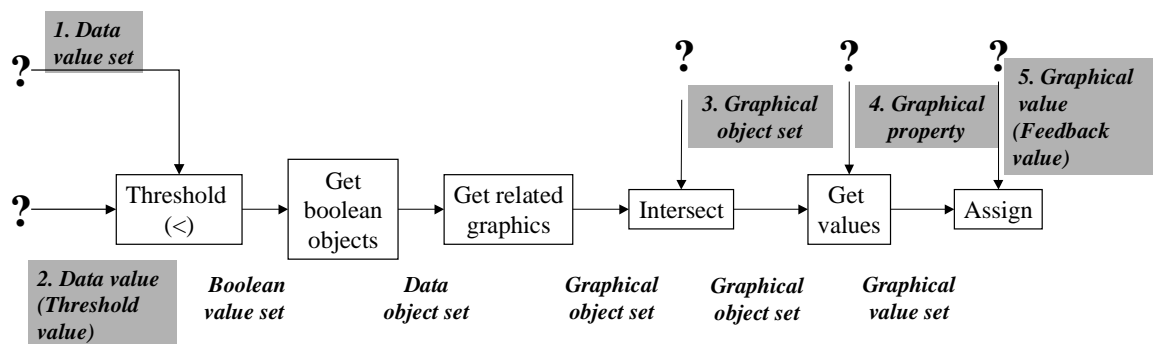 1. Data
value set
?
?
?
?
3. Graphical
object set
4. Graphical
property
5. Graphical
value
(Feedback
value)
?
Threshold
(<)
Get
boolean
objects
Get related
graphics
Intersect
Get
values
Assign
2. Data value
(Threshold
value)
Boolean
value set
Data
object set
Graphical
object set
Graphical
object set
Graphical
value set